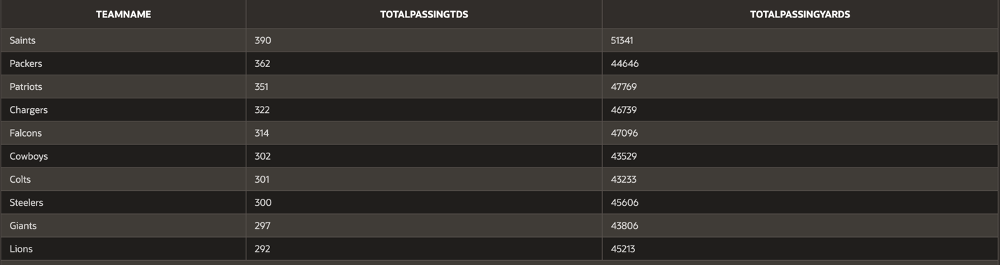 TEAMNAME TOTALPASSINGTDS TOTALPASSINGYARDS
Saints 390 51341
Packers 362 44646
Patriots 351 47769
Chargers 322 46739
Falcons 314 47096
Cowboys 302 43529
Colts 301 43233
Steelers 300 45606
Giants 297 43806
Lions 292 45213